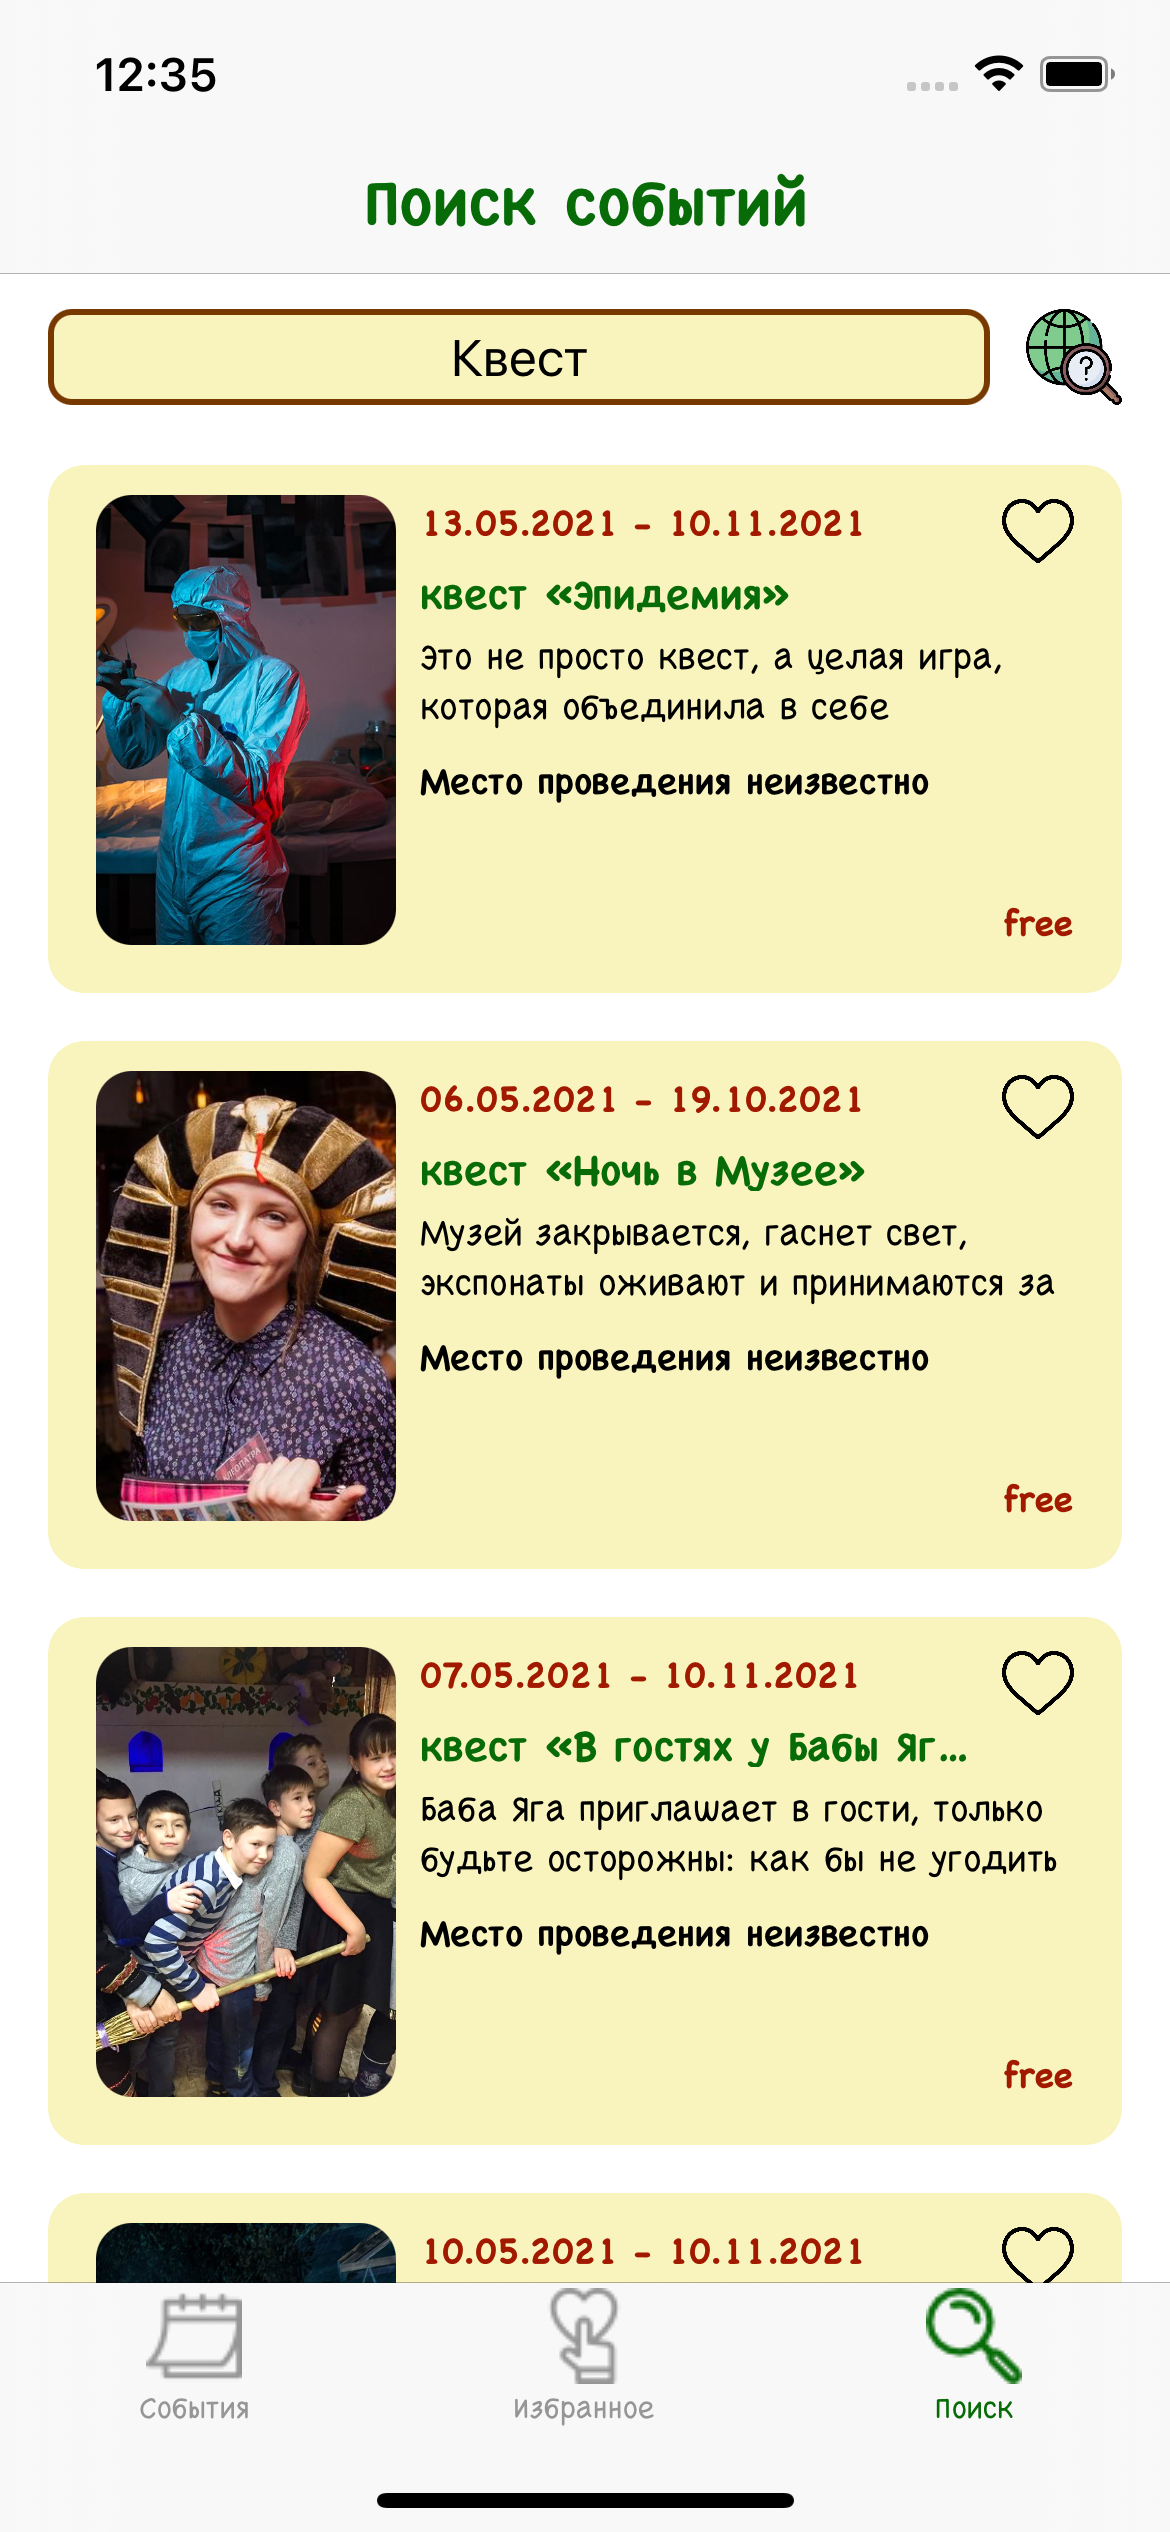 12:35
Поиск событий
Квест
13.05.2021 - 10.11.2021
квест «Эпидемия»
Это не просто квест, а целая игра,
которая объединила в себе
Место проведения неизвестно
free
06.05.2021 - 19.10.2021
квест «Ночь в Музее»
Музей закрывается, гаснет свет,
экспонаты оживают и принимаются за
Место проведения неизвестно
free
07.05.2021 - 10.11.2021
квест «В гостях у Бабы Яг...
Баба Яга приглашает в гости, только
будьте осторожны: как бы не угодить
Место проведения неизвестно
free
10.05.2021 - 10.11.2021
События
Избранное
Поиск